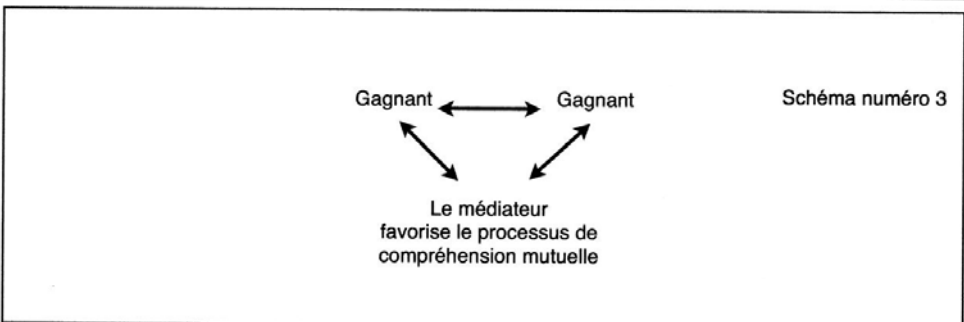 Gagnant Gagnant Schéma numéro 3
Le médiateur
favorise le processus de
compréhension mutuelle